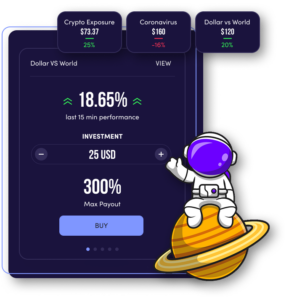 Crypto Exposure
$73.37
25%
Coronavirus
$160
-16%
Dollar vs World
$120
20%
Dollar VS World
VIEW
18.65%
last 15 min performance
INVESTMENT
25 USD
300%
Max Payout
BUY